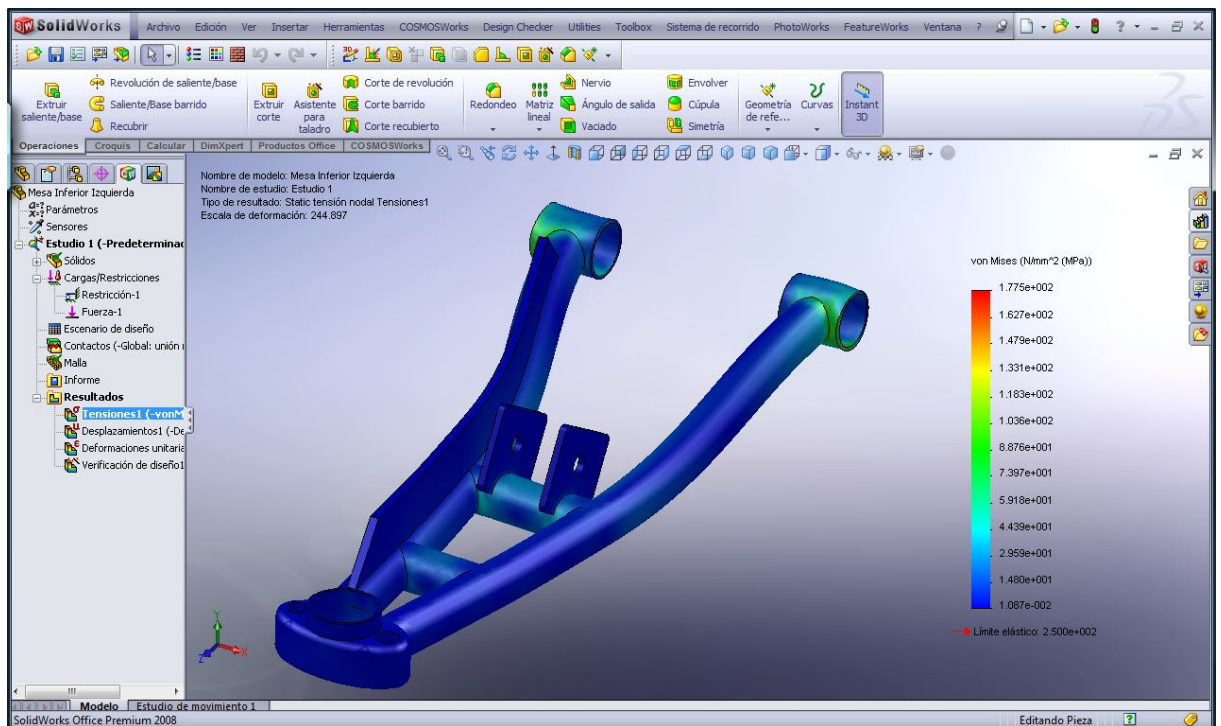 SolidWorks Archivo Edición Ver Insertar Herramientas COSMOSWorks Design Checker Utilities Toolbox Sistema de recorrido PhotoWorks FeatureWorks Ventana ?
Extruir saliente/base
Revolución de saliente/base
Saliente/Base barrido
Recubrir
Extruir corte
Asistente para taladro
Corte de revolución
Corte barrido
Corte recubierto
Redondeo
Matriz lineal
Nervio
Ángulo de salida
Vaciado
Envolver
Cúpula
Simetría
Geometría de refe...
Curvas
Instant 3D
Operaciones Croquis Calcular DimXpert Productos Office COSMOSWorks
Mesa Inferior Izquierda
Parámetros
Sensores
Estudio 1 (-Predeterminad
Sólidos
Cargas/Restricciones
Restricción-1
Fuerza-1
Escenario de diseño
Contactos (-Global: unión
Malla
Informe
Resultados
Tensiones1 (-vonM
Desplazamientos1 (-De
Deformaciones unitaria
Verificación de diseño1
Nombre de modelo: Mesa Inferior Izquierda
Nombre de estudio: Estudio 1
Tipo de resultado: Static tensión nodal Tensiones1
Escala de deformación: 244.897
von Mises (N/mm^2 (MPa))
1.775e+002
1.627e+002
1.479e+002
1.331e+002
1.183e+002
1.036e+002
8.876e+001
7.397e+001
5.918e+001
4.439e+001
2.959e+001
1.480e+001
1.087e-002
Límite elástico: 2.500e+002
Y
X
Z
Modelo Estudio de movimiento 1
SolidWorks Office Premium 2008
Editando Pieza